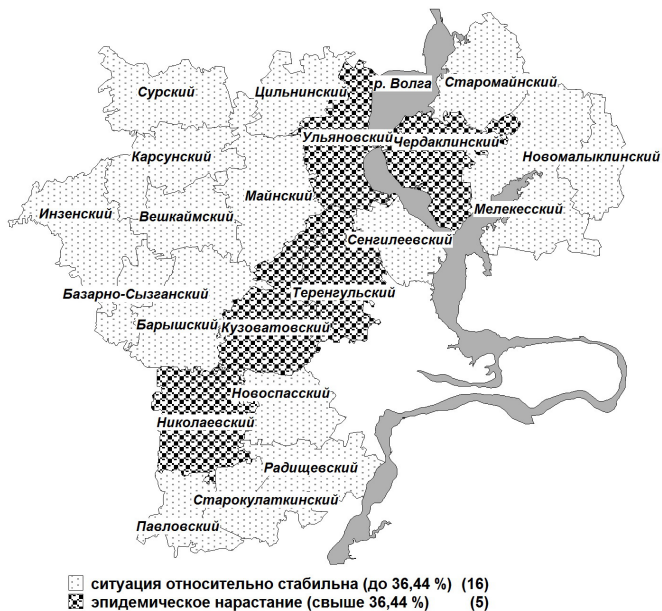 р. Волга
Старомайнский
Сурский
Цильнинский
Ульяновский
Чердаклинский
Карсунский
Новомалыклинский
Майнский
Инзенский
Вешкаймский
Мелекесский
Сенгилеевский
Базарно-Сызганский
Теренгульский
Барышский
Кузоватовский
Новоспасский
Николаевский
Радищевский
Старокулаткинский
Павловский
ситуация относительно стабильна (до 36,44 %) (16)
эпидемическое нарастание (свыше 36,44 %) (5)